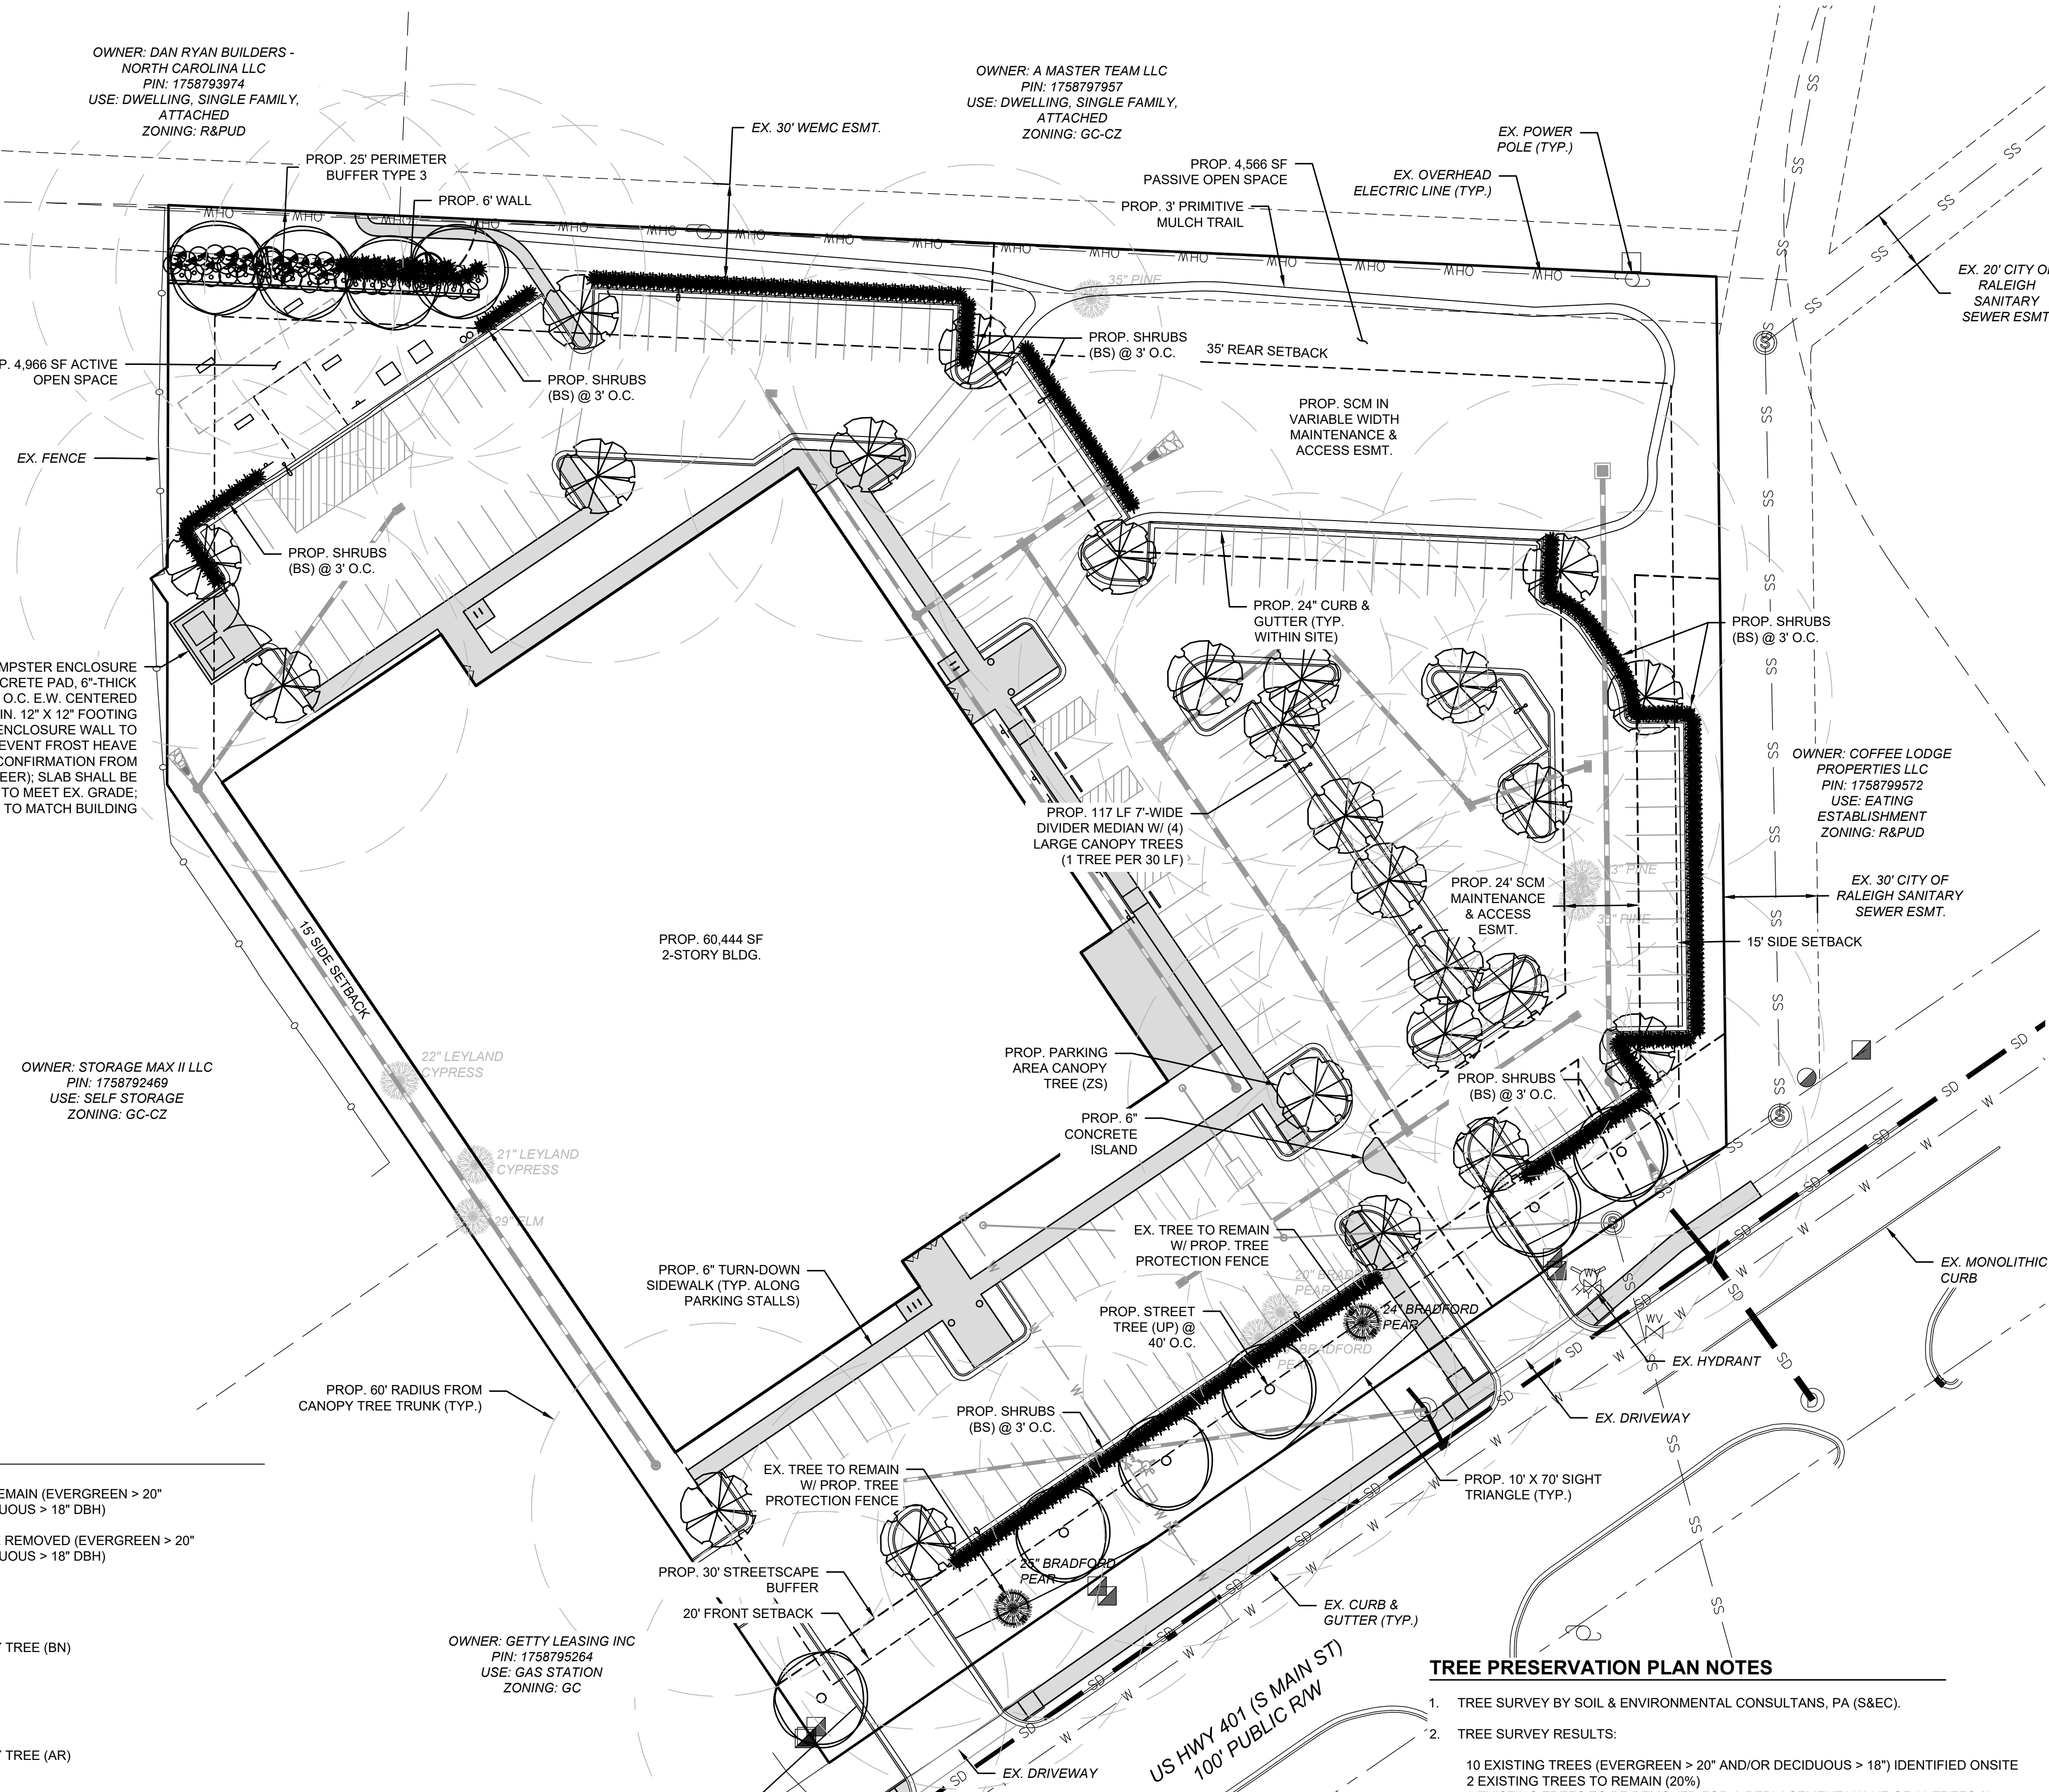 OWNER: DAN RYAN BUILDERS -
NORTH CAROLINA LLC
PIN: 1758793974
USE: DWELLING, SINGLE FAMILY,
ATTACHED
ZONING: R&PUD
OWNER: A MASTER TEAM LLC
PIN: 1758797957
USE: DWELLING, SINGLE FAMILY,
ATTACHED
ZONING: GC-CZ
EX. 30' WEMC ESMT.
EX. POWER
POLE (TYP.)
PROP. 25' PERIMETER
BUFFER TYPE 3
PROP. 4,566 SF
PASSIVE OPEN SPACE
EX. OVERHEAD
ELECTRIC LINE (TYP.)
PROP. 6' WALL
PROP. 3' PRIMITIVE
MULCH TRAIL
EX. 20' CITY OF
RALEIGH
SANITARY
SEWER ESMT
35" PINE
PROP. SHRUBS
(BS) @ 3' O.C.
35' REAR SETBACK
P. 4,966 SF ACTIVE
OPEN SPACE
PROP. SHRUBS
(BS) @ 3' O.C.
PROP. SCM IN
VARIABLE WIDTH
MAINTENANCE &
ACCESS ESMT.
EX. FENCE
PROP. SHRUBS
(BS) @ 3' O.C.
PROP. 24" CURB &
GUTTER (TYP.
WITHIN SITE)
PROP. SHRUBS
(BS) @ 3' O.C.
MPSTER ENCLOSURE
CRETE PAD, 6"-THICK
O.C. E.W. CENTERED
IN. 12" X 12" FOOTING
ENCLOSURE WALL TO
EVENT FROST HEAVE
CONFIRMATION FROM
EER); SLAB SHALL BE
TO MEET EX. GRADE;
TO MATCH BUILDING
OWNER: COFFEE LODGE
PROPERTIES LLC
PIN: 1758799572
USE: EATING
ESTABLISHMENT
ZONING: R&PUD
PROP. 117 LF 7'-WIDE
DIVIDER MEDIAN W/ (4)
LARGE CANOPY TREES
(1 TREE PER 30 LF)
3" PINE
PINE
PROP. 24' SCM
MAINTENANCE
& ACCESS
ESMT.
EX. 30' CITY OF
RALEIGH SANITARY
SEWER ESMT.
15' SIDE SETBACK
PROP. 60,444 SF
2-STORY BLDG.
15' SIDE SETBACK
22" LEYLAND
CYPRESS
OWNER: STORAGE MAX II LLC
PIN: 1758792469
USE: SELF STORAGE
ZONING: GC-CZ
PROP. PARKING
AREA CANOPY
TREE (ZS)
PROP. SHRUBS
(BS) @ 3' O.C.
PROP. 6"
CONCRETE
ISLAND
21" LEYLAND
CYPRESS
29" ELM
EX. TREE TO REMAIN
W/ PROP. TREE
PROTECTION FENCE
PROP. 6" TURN-DOWN
SIDEWALK (TYP. ALONG
PARKING STALLS)
20" BRADFORD
PEAR
24" BRADFORD
PEAR
BRADFORD
PEAR
PROP. STREET
TREE (UP) @
40' O.C.
EX. MONOLITHIC
CURB
WV
WV
EX. HYDRANT
PROP. 60' RADIUS FROM
CANOPY TREE TRUNK (TYP.)
PROP. SHRUBS
(BS) @ 3' O.C.
EX. DRIVEWAY
EX. TREE TO REMAIN
W/ PROP. TREE
PROTECTION FENCE
PROP. 10' X 70' SIGHT
TRIANGLE (TYP.)
EMAIN (EVERGREEN > 20"
UOUS > 18" DBH)
REMOVED (EVERGREEN > 20"
UOUS > 18" DBH)
25" BRADFORD
PEAR
PROP. 30' STREETSCAPE
BUFFER
20' FRONT SETBACK
EX. CURB &
GUTTER (TYP.)
TREE (BN)
OWNER: GETTY LEASING INC
PIN: 1758795264
USE: GAS STATION
ZONING: GC
US HWY 401 (S MAIN ST)
100' PUBLIC R/W
TREE (AR)
EX. DRIVEWAY
TREE PRESERVATION PLAN NOTES
1. TREE SURVEY BY SOIL & ENVIRONMENTAL CONSULTANS, PA (S&EC).
2. TREE SURVEY RESULTS:
10 EXISTING TREES (EVERGREEN > 20" AND/OR DECIDUOUS > 18") IDENTIFIED ONSITE
2 EXISTING TREES TO REMAIN (20%)